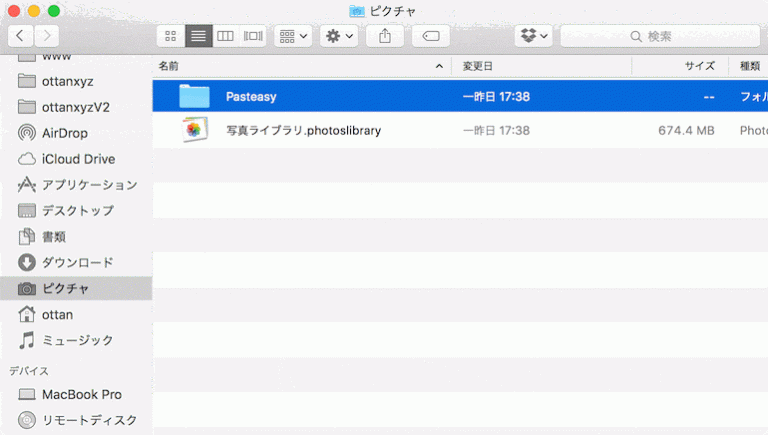 ピクチャ
検索
名前 変更日 サイズ 種類
www
ottanxyz
ottanxyzV2
AirDrop
iCloud Drive
アプリケーション
デスクトップ
書類
ダウンロード
ピクチャ
ottan
ミュージック
デバイス
MacBook Pro
リモートディスク
Pasteasy 一昨日 17:38 -- フォル
写真ライブラリ.photoslibrary 一昨日 17:38 674.4 MB Photo